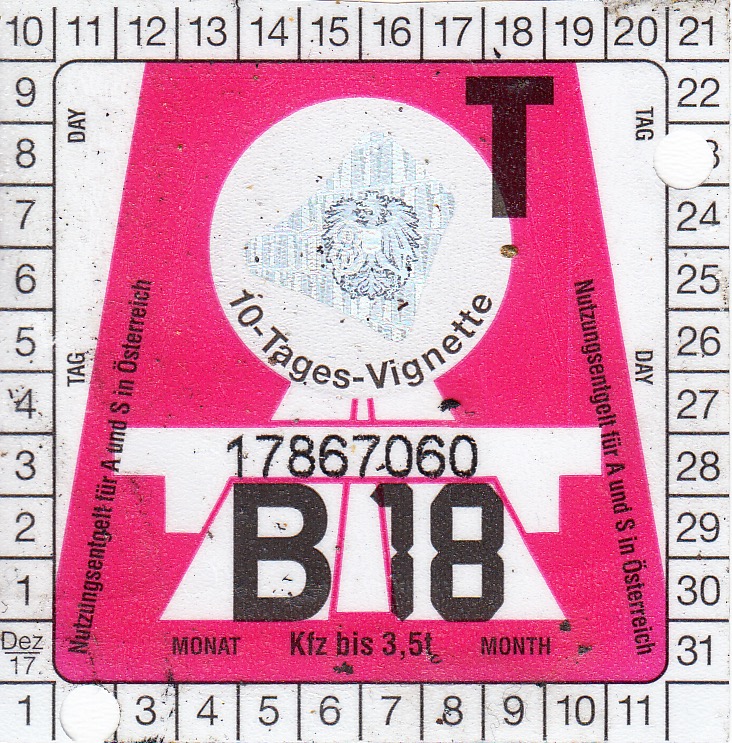 10 11 12 13 14 15 16 17 18 19 20 21
9 22
8
7 24
6 25
5 26
4 27
3 28
2 29
1 30
Dez 17. 31
1 3 4 5 6 7 8 9 10 11
DAY
TAG
T
TAG
DAY
10-Tages-Vignette
Nutzungsentgelt für A und S in Österreich
Nutzungsentgelt für A und S in Österreich
17867060
B 18
MONAT Kfz bis 3,5t MONTH